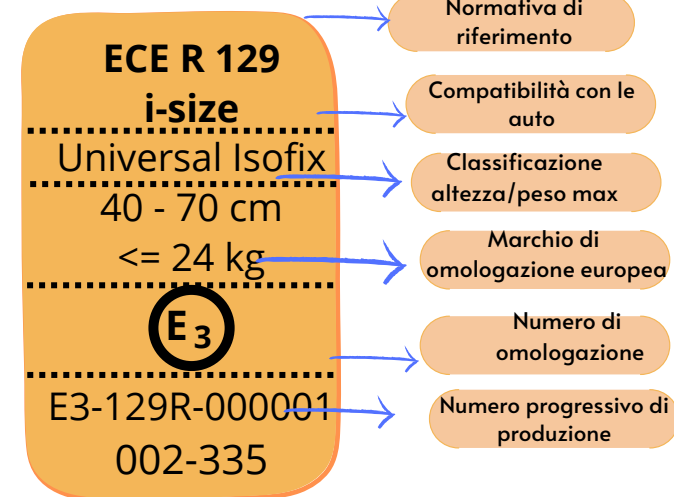 ECE R 129
i-size
Universal Isofix
40 - 70 cm
<= 24 kg
E 3
E3-129R-000001
002-335
Normativa di
riferimento
Compatibilità con le
auto
Classificazione
altezza/peso max
Marchio di
omologazione europea
Numero di
omologazione
Numero progressivo di
produzione